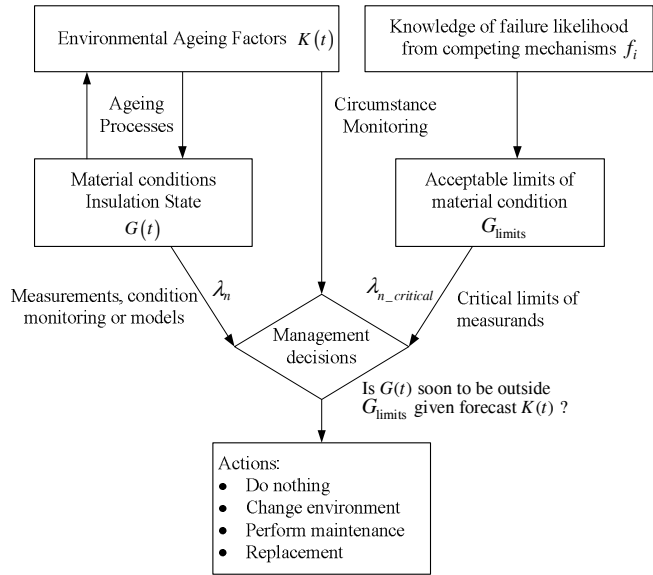 Environmental Ageing Factors K(t)
Knowledge of failure likelihood
from competing mechanisms f_i
Ageing
Processes
Circumstance
Monitoring
Material conditions
Insulation State
G(t)
Acceptable limits of
material condition
G_limits
Measurements, condition
monitoring or models
λ_n
λ_n_critical
Critical limits of
measurands
Management
decisions
Is G(t) soon to be outside
G_limits given forecast K(t) ?
Actions:
● Do nothing
● Change environment
● Perform maintenance
● Replacement